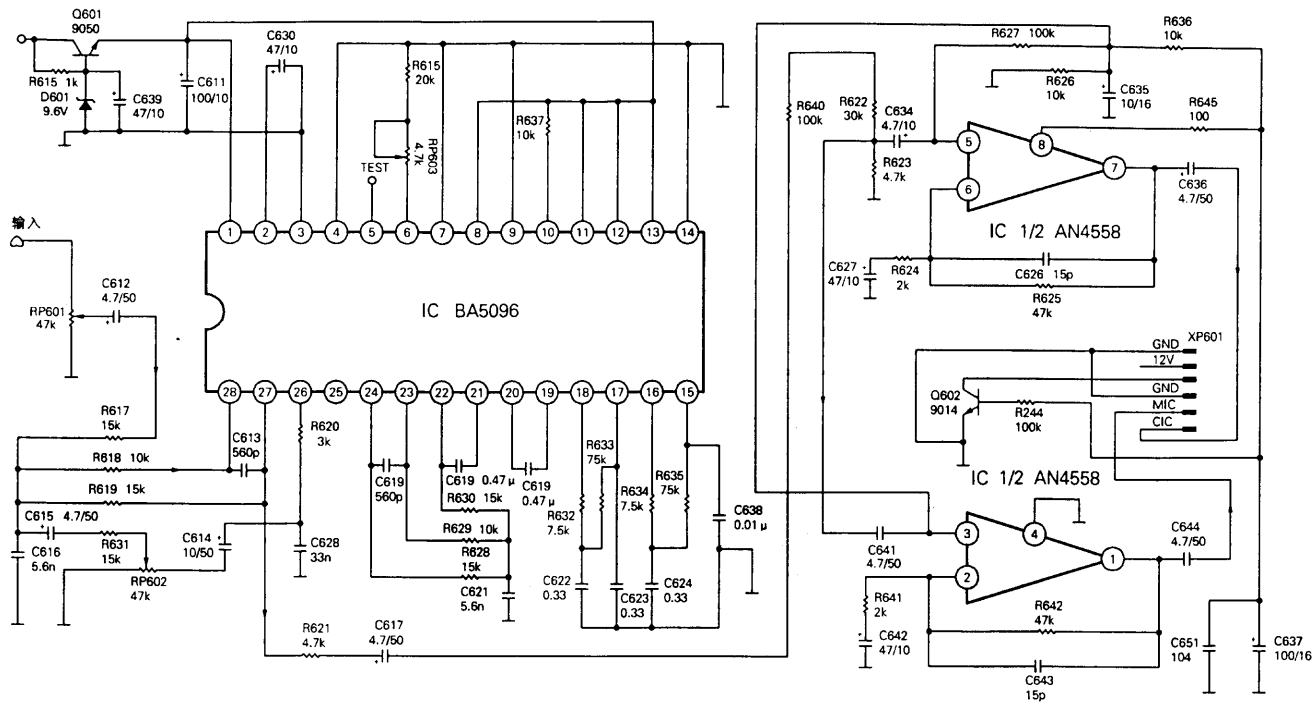 Q601
9050
R615 1k
D601
9.6V
C639
47/10
C611
100/10
C630
47/10
R615
20k
RP603
4.7k
TEST
R637
10k
R640
100k
R622
30k
C634
4.7/10
R623
4.7k
R627 100k
R636
10k
R626
10k
C635
10/16
R645
100
5
8
6
7
C636
4.7/50
IC 1/2 AN4558
C627
47/10
R624
2k
C626 15p
R625
47k
输入
RP601
47k
C612
4.7/50
1
2
3
4
5
6
7
8
9
10
11
12
13
14
IC BA5096
28
27
26
25
24
23
22
21
20
19
18
17
16
15
R617
15k
R618 10k
C613
560p
R619 15k
C615 4.7/50
C616
5.6n
R631
15k
RP602
47k
C614
10/50
R620
3k
C628
33n
R621
4.7k
C617
4.7/50
C619
560p
C619 0.47μ
R630 15k
R629 10k
R628
15k
C621
5.6n
C619
0.47μ
R633
75k
R632
7.5k
R634
7.5k
R635
75k
C622
0.33
C623
0.33
C624
0.33
C638
0.01μ
XP601
GND
12V
GND
MIC
CIC
Q602
9014
R244
100k
IC 1/2 AN4558
C641
4.7/50
3
4
2
1
C644
4.7/50
R641
2k
C642
47/10
R642
47k
C643
15p
C651
104
C637
100/16